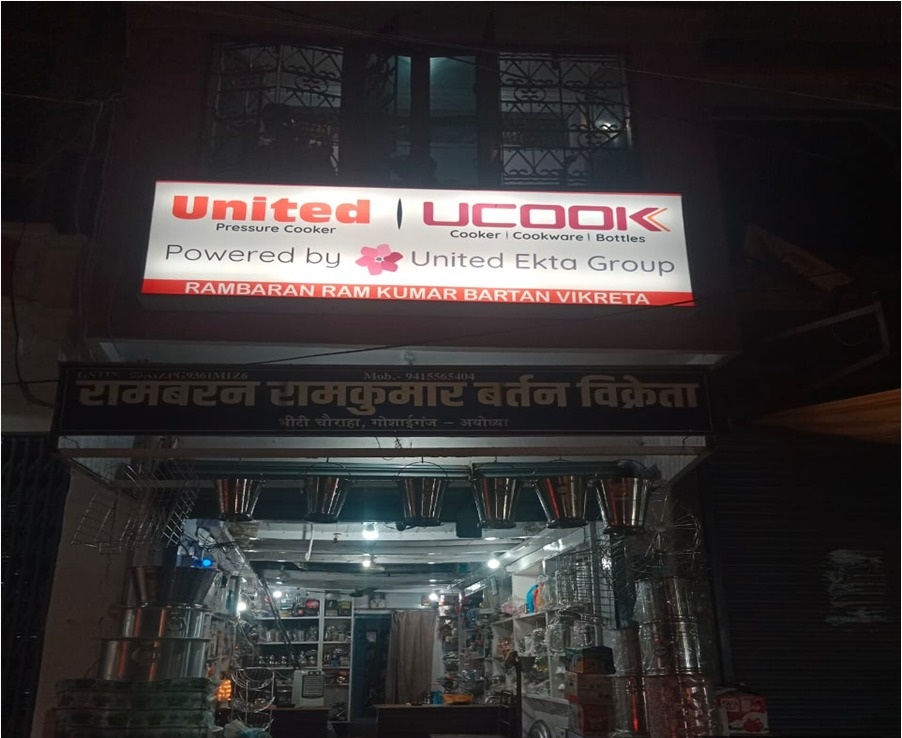 United | UCOOK
Pressure Cooker
Cooker | Cookware | Bottles
Powered by United Ekta Group
RAMBARAN RAM KUMAR BARTAN VIKRETA
Mob.- 9415565404
रामबरन रामकुमार बर्तन विक्रेता
भीटी चौराहा, गोशाईगंज – अयोध्या